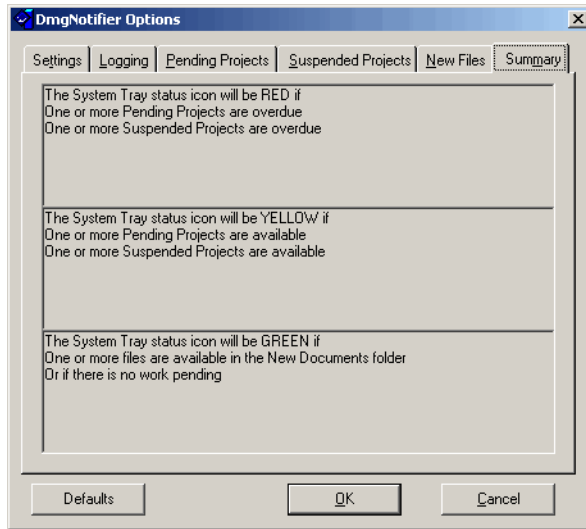 DmgNotifier Options
Settings Logging Pending Projects Suspended Projects New Files Summary
The System Tray status icon will be RED if
One or more Pending Projects are overdue
One or more Suspended Projects are overdue
The System Tray status icon will be YELLOW if
One or more Pending Projects are available
One or more Suspended Projects are available
The System Tray status icon will be GREEN if
One or more files are available in the New Documents folder
Or if there is no work pending
Defaults OK Cancel